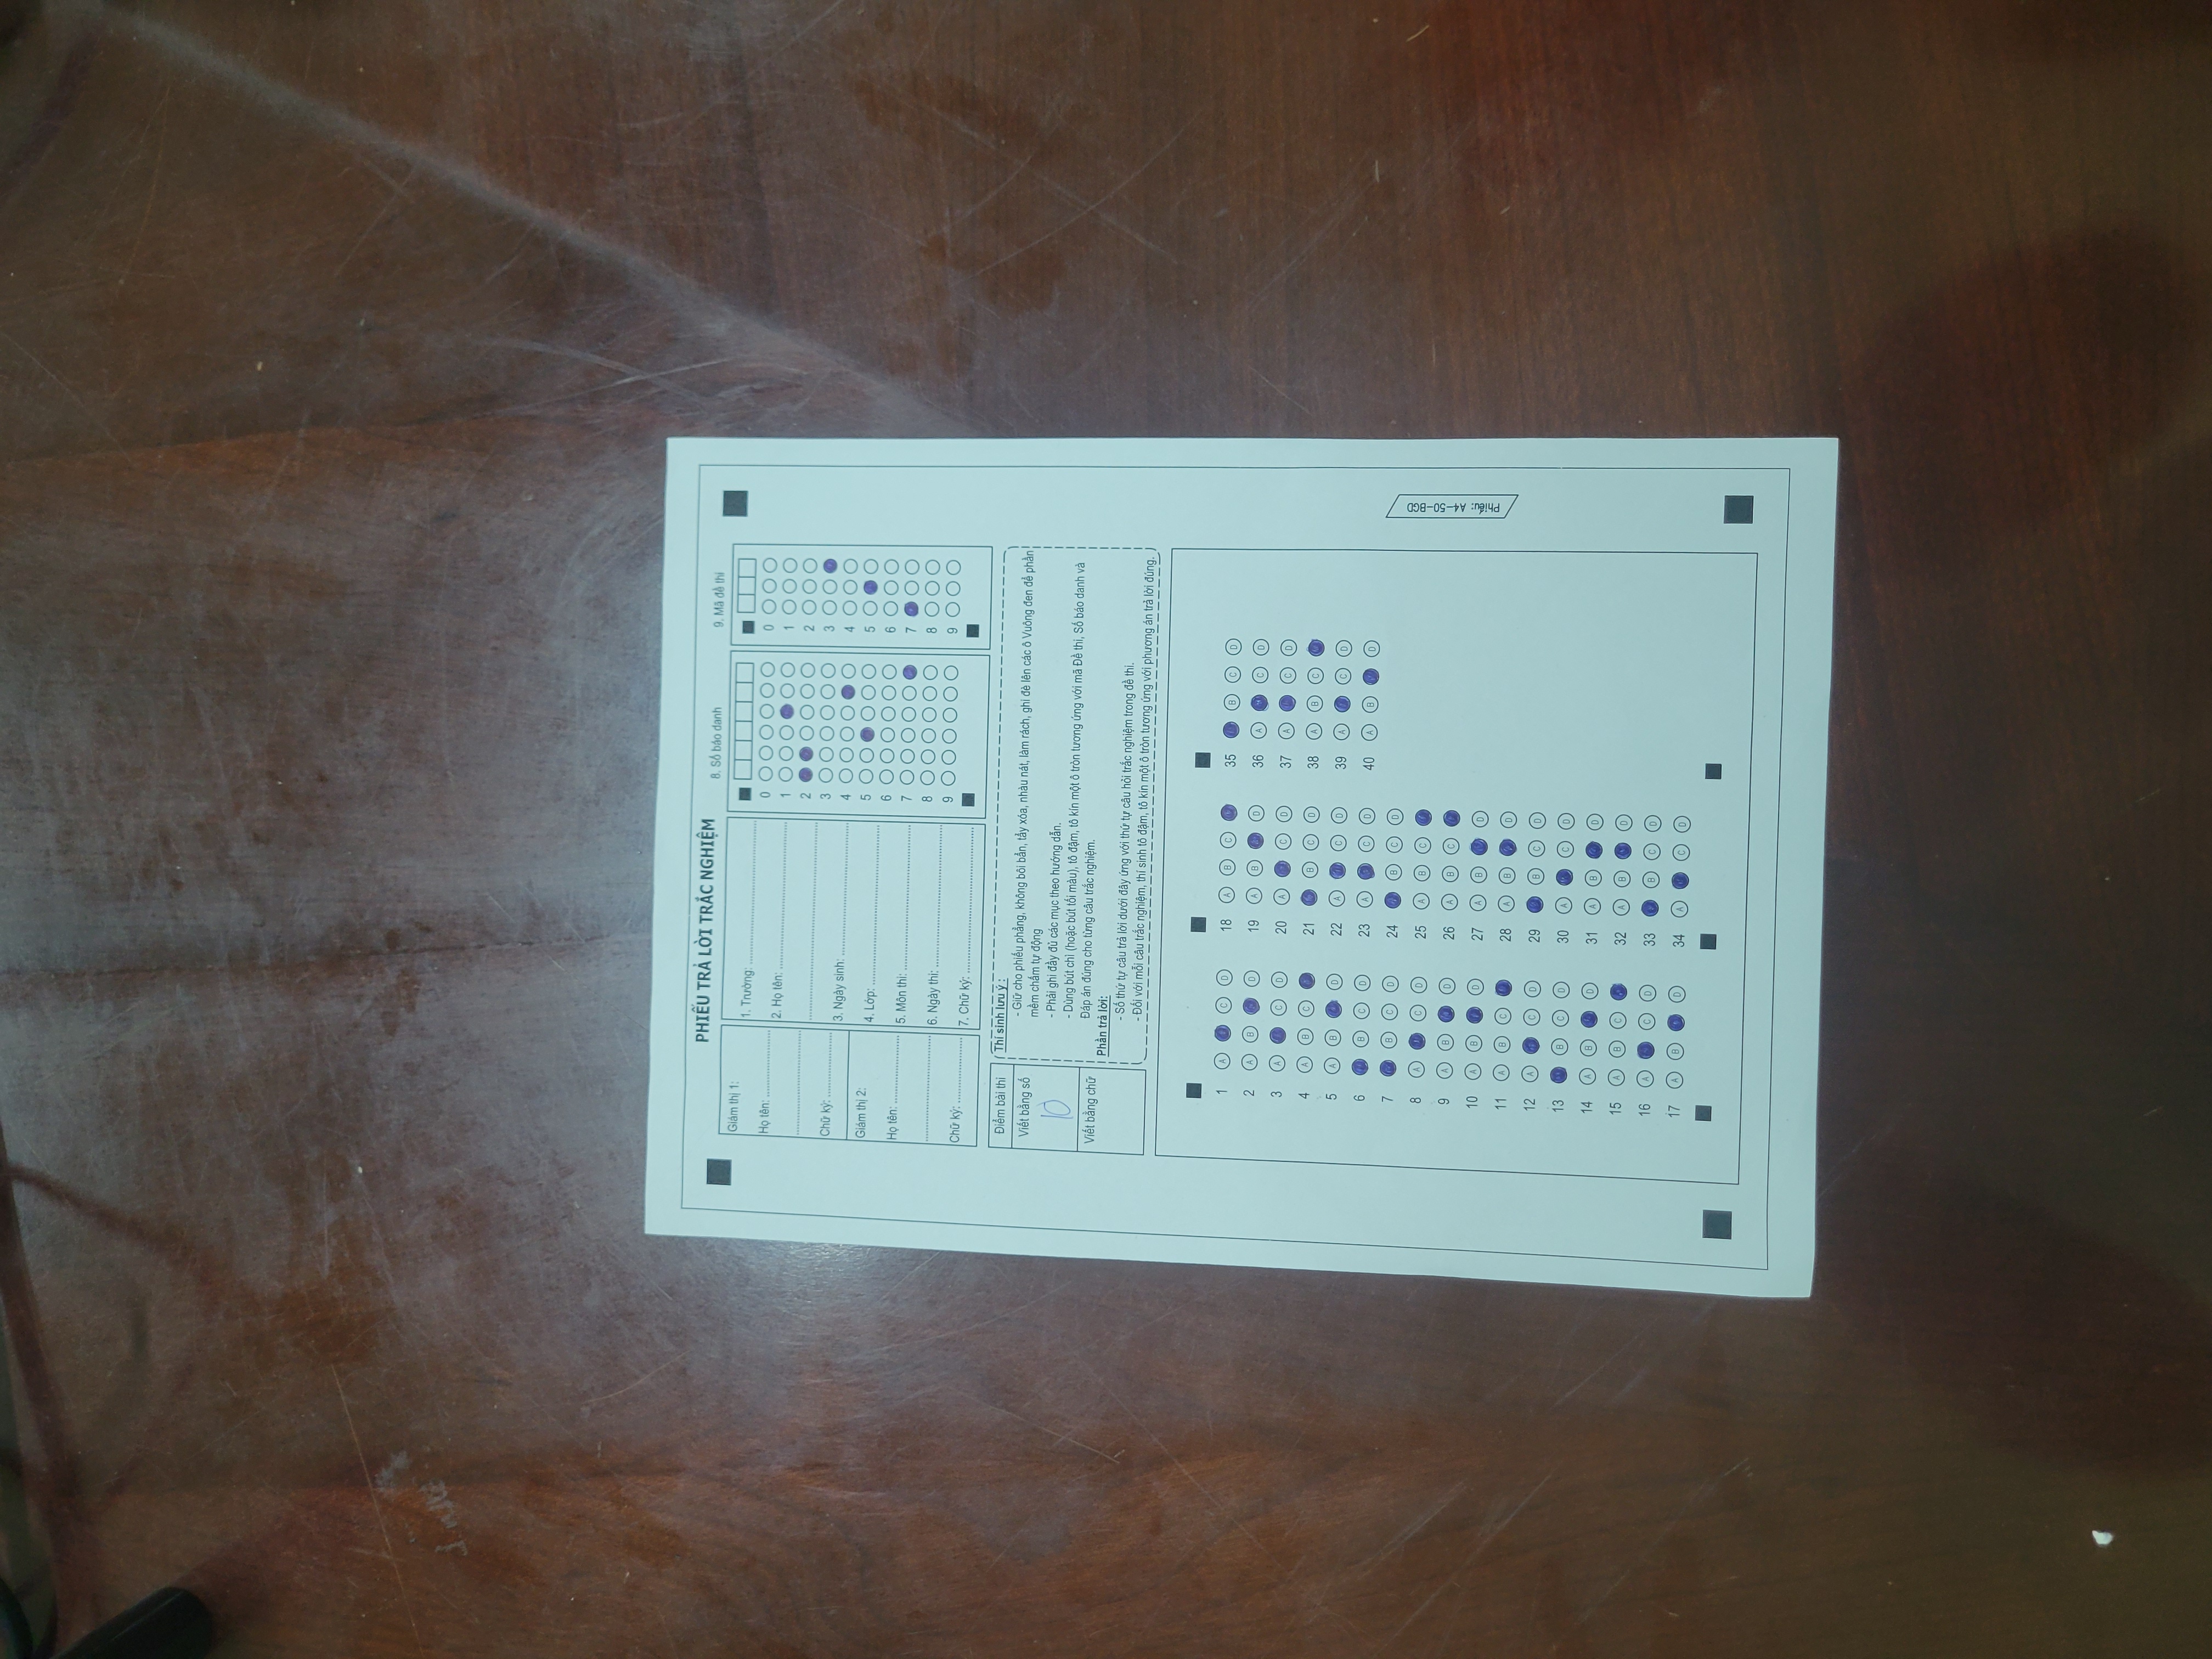 PHIẾU TRẢ LỜI TRẮC NGHIỆM
8. Số báo danh
9. Mã đề thi
Giám thị 1:
Họ tên:
Chữ ký:
Giám thị 2:
Họ tên:
Chữ ký:
1. Trường:
2. Họ tên:
3. Ngày sinh:
4. Lớp:
5. Môn thi:
6. Ngày thi:
7. Chữ ký:
0
1
2
3
4
5
6
7
8
9
0
1
2
3
4
5
6
7
8
9
Điểm bài thi
Viết bằng số
10
Viết bằng chữ
Thí sinh lưu ý :
- Giữ cho phiếu phẳng, không bôi bẩn, tẩy xóa, nhàu nát, làm rách, ghi đè lên các ô Vuông đen để phần
mềm chấm tự động
- Phải ghi đầy đủ các mục theo hướng dẫn.
- Dùng bút chì (hoặc bút tối màu), tô đậm, tô kín một ô tròn tương ứng với mã Đề thi, Số báo danh và
Đáp án đúng cho từng câu trắc nghiệm.
Phần trả lời:
- Số thứ tự câu trả lời dưới đây ứng với thứ tự câu hỏi trắc nghiệm trong đề thi.
- Đối với mỗi câu trắc nghiệm, thí sinh tô đậm, tô kín một ô tròn tương ứng với phương án trả lời đúng.
1 A C D
2 A B D
3 A C D
4 A B C
5 A B D
6 B C D
7 B C D
8 A C D
9 A B D
10 A B D
11 A B C
12 A C D
13 B C D
14 A B D
15 A B C
16 A C D
17 A B D
18 A B C
19 A B D
20 A C D
21 B C D
22 A C D
23 A C D
24 B C D
25 A B C
26 A B C
27 A B D
28 A B D
29 B C D
30 A C D
31 A B D
32 A B D
33 B C D
34 A C D
35 B C D
36 A C D
37 A C D
38 A B C
39 A C D
40 A B D
Phiếu: A4-50-BGD